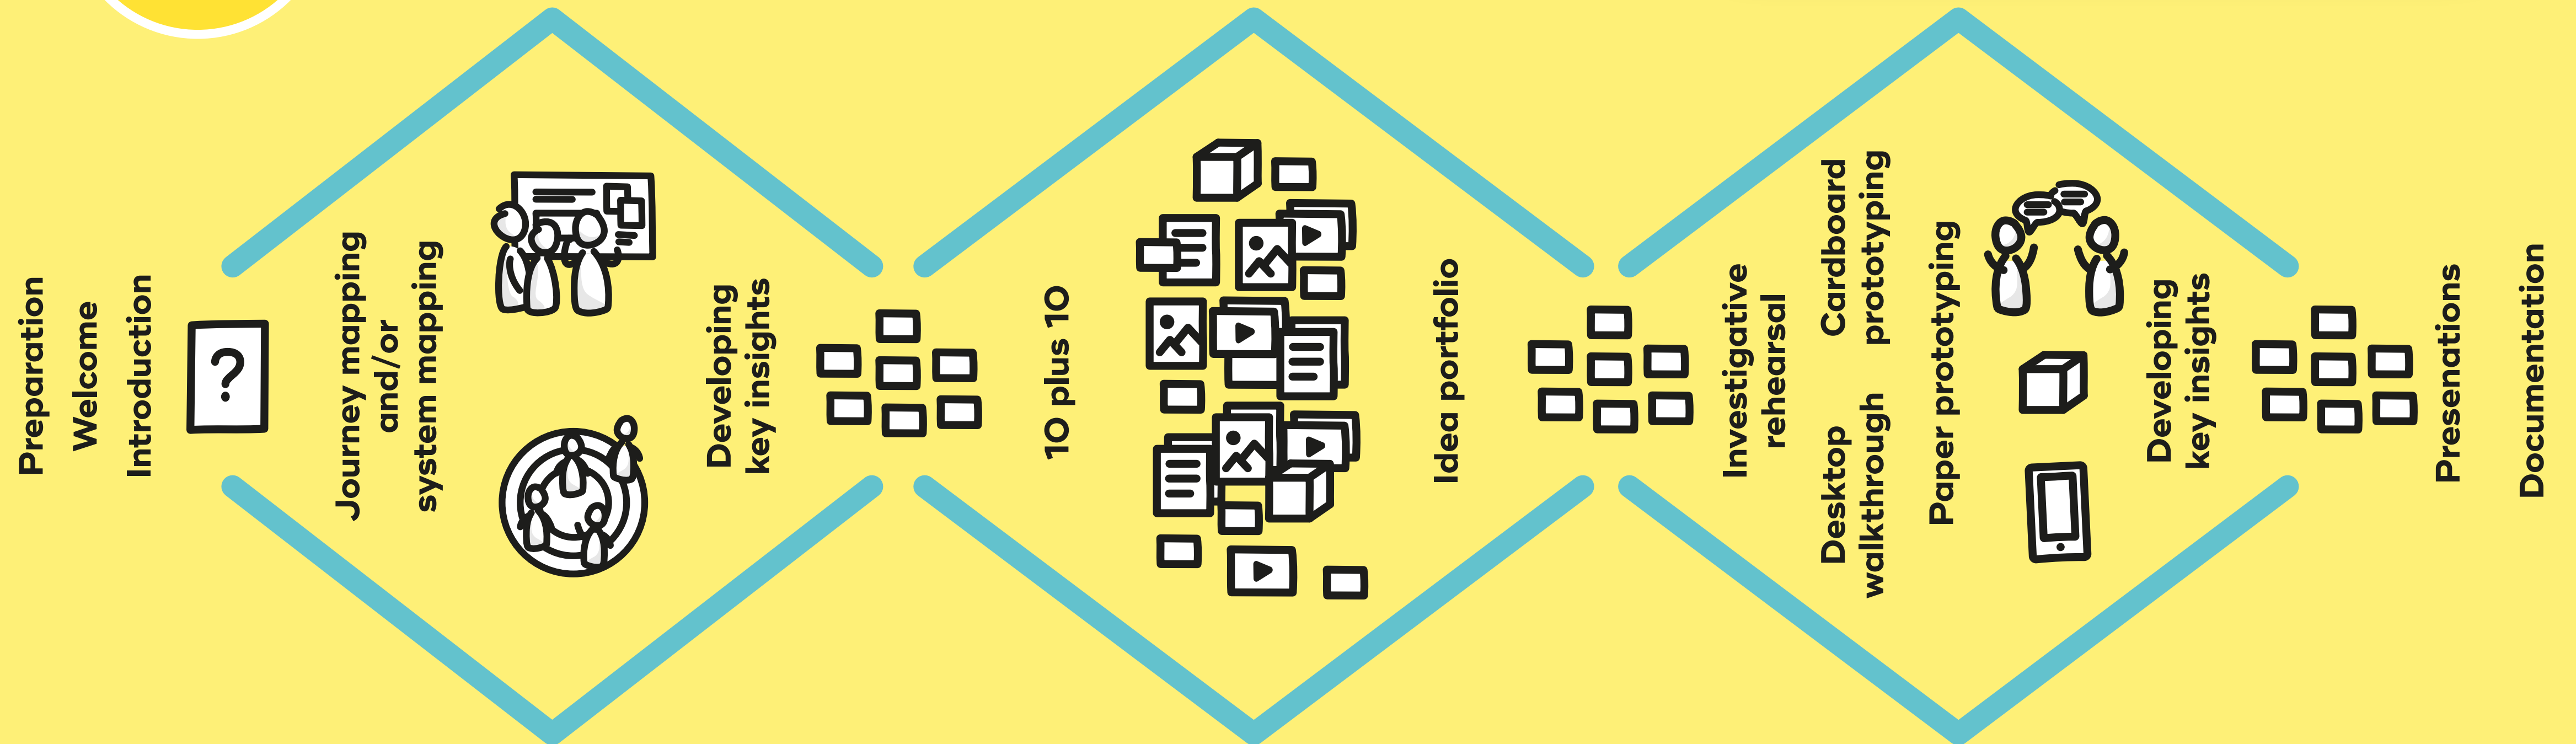 Preparation
Welcome
Introduction
?
Journey mapping
and/or
system mapping
Developing
key insights
10 plus 10
Idea portfolio
Investigative
rehearsal
Desktop
walkthrough
Cardboard
prototyping
Paper prototyping
Developing
key insights
Presenations
Documentation